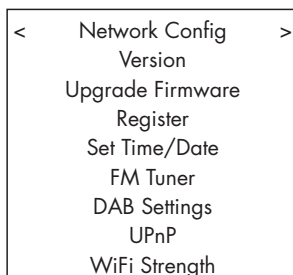 < Network Config >
Version
Upgrade Firmware
Register
Set Time/Date
FM Tuner
DAB Settings
UPnP
WiFi Strength